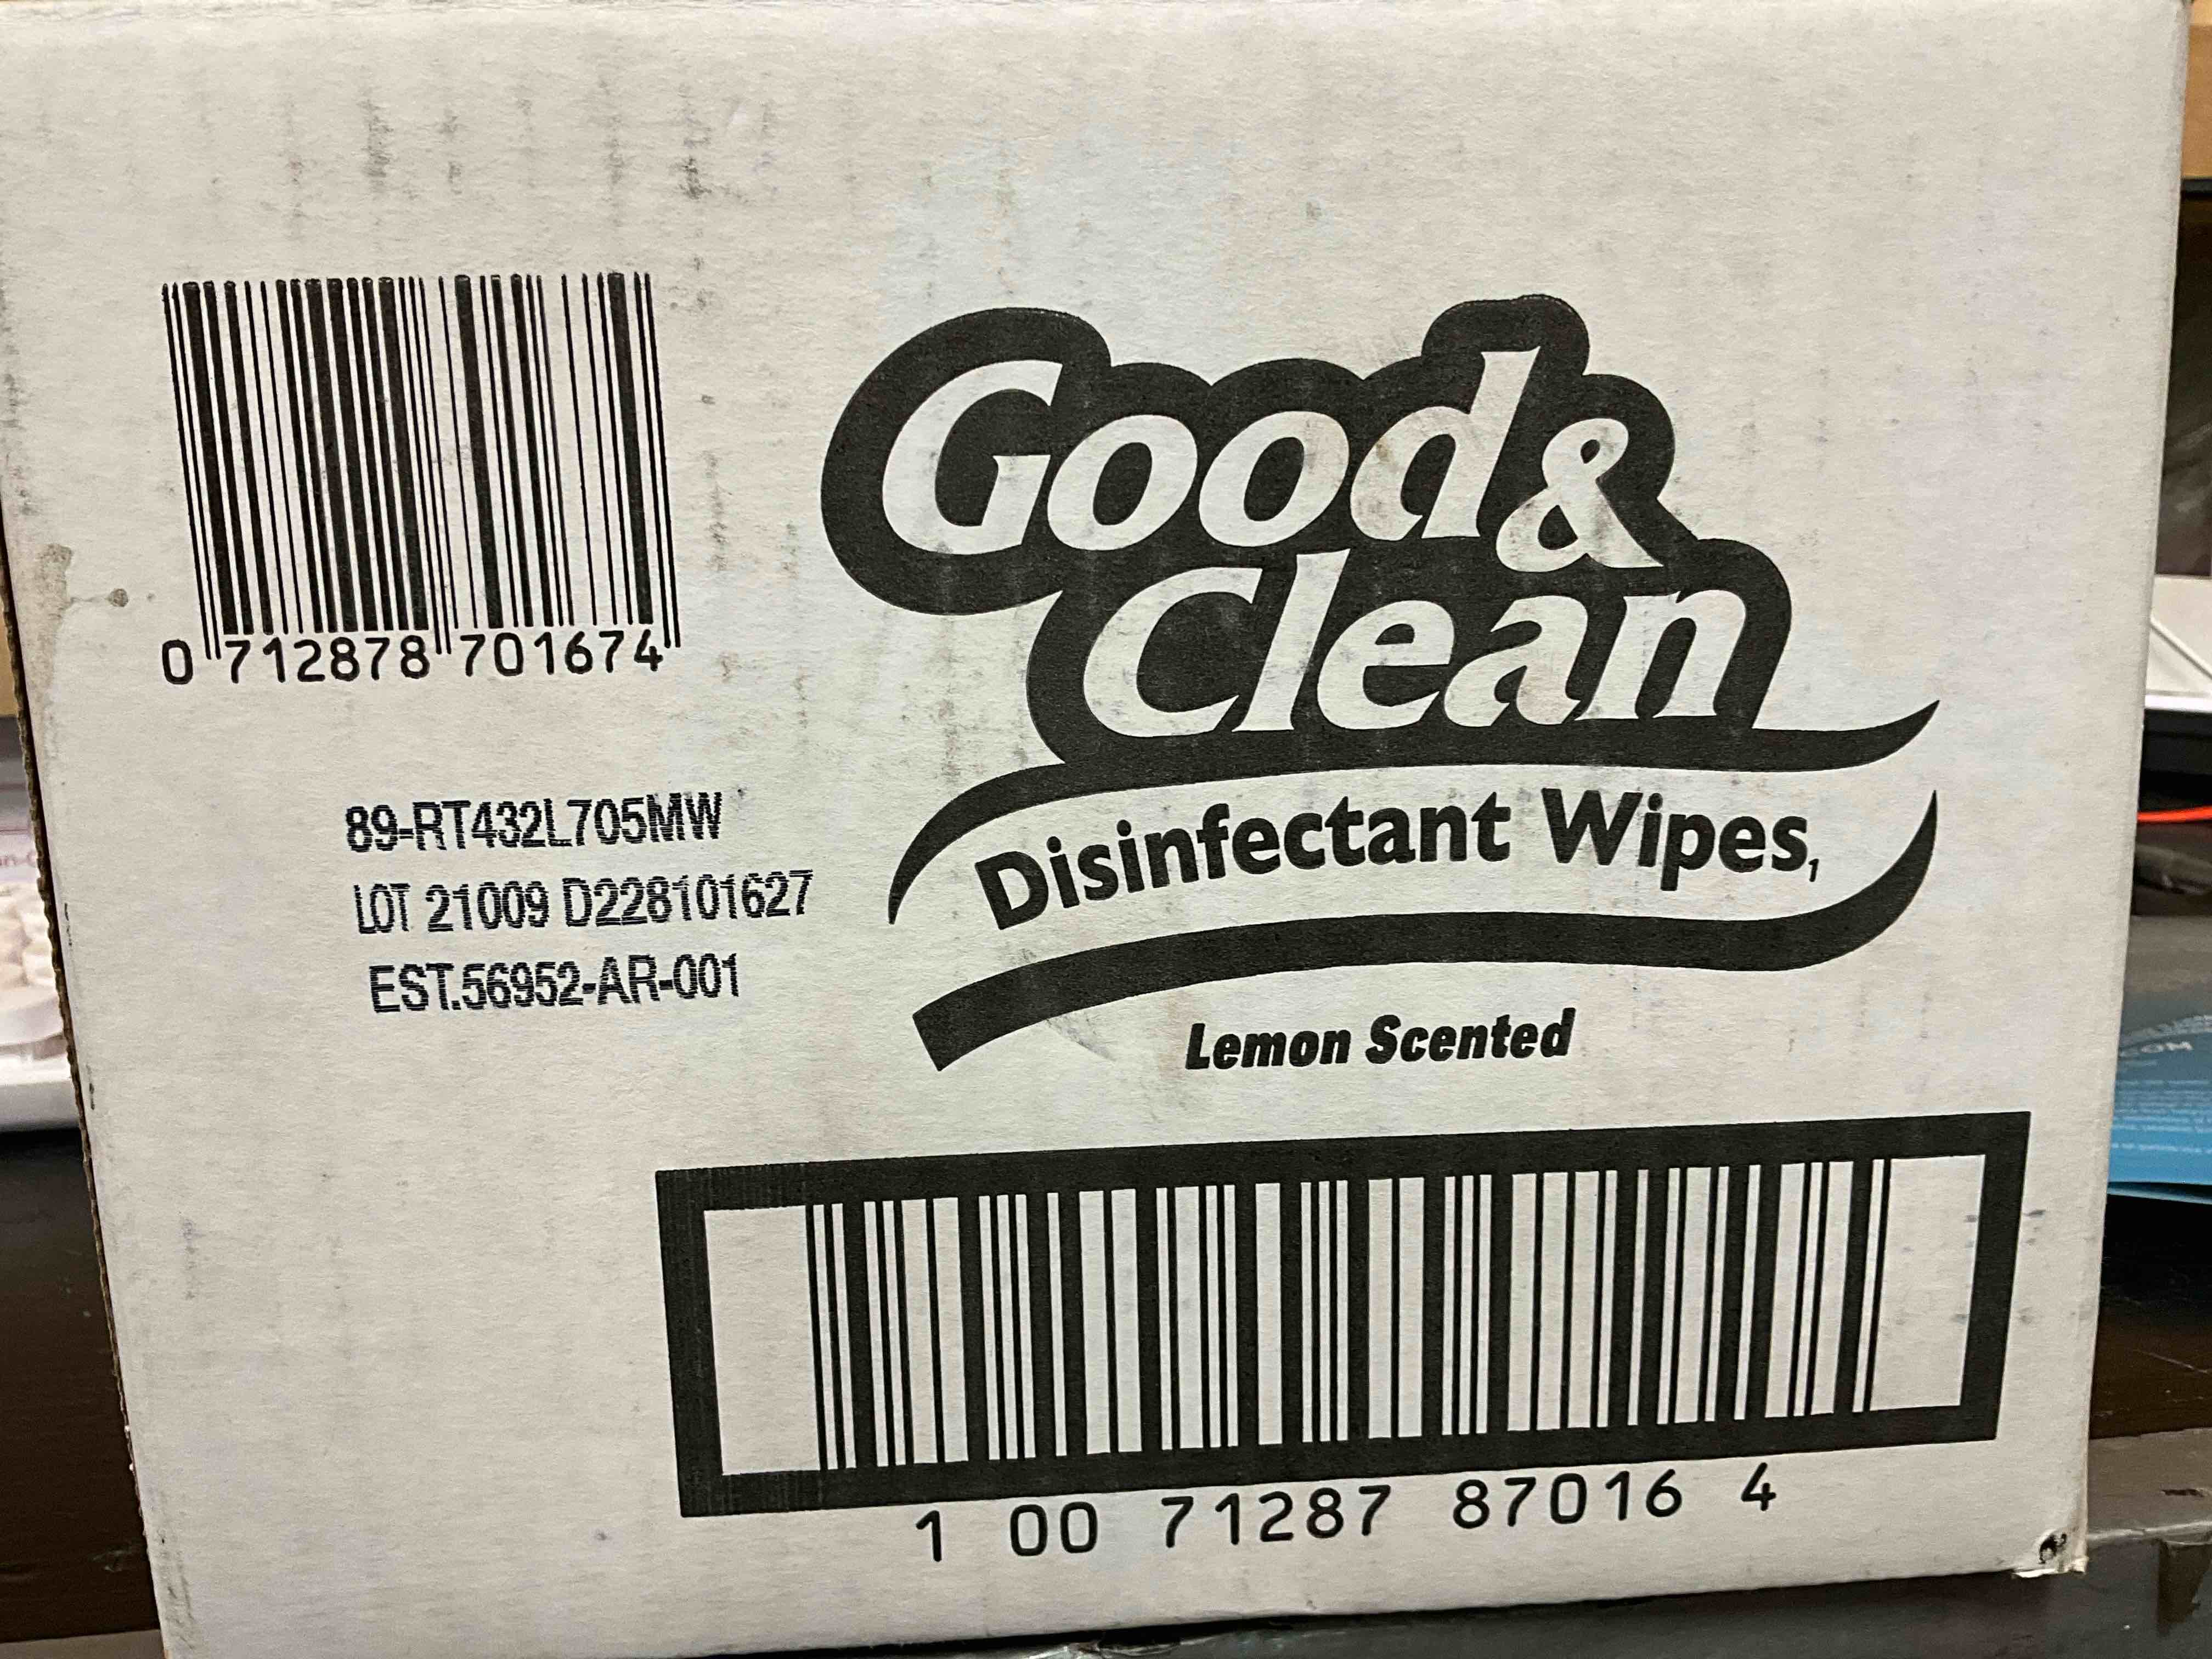 0 712878 701674
89-RT432L705MW
LOT 21009 D228101627
EST.56952-AR-001
Good &
Clean
Disinfectant Wipes,
1
Lemon Scented
1 00 71287 87016 4